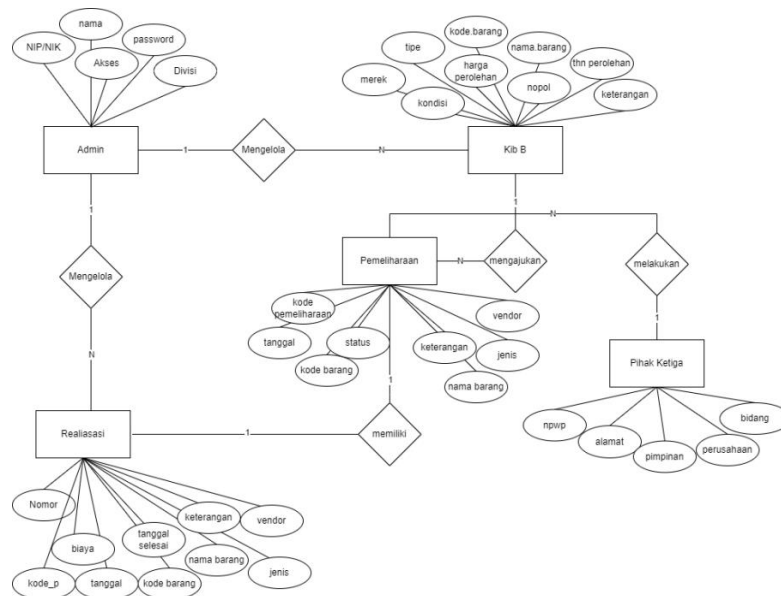 nama
NIP/NIK
password
Akses
Divisi
kode.barang
tipe
nama.barang
harga
perolehan
thn perolehan
merek
nopol
kondisi
keterangan
Admin
1
Mengelola
N
Kib B
1
1
N
Pemeliharaan
N
mengajukan
melakukan
Mengelola
kode
pemeliharaan
vendor
tanggal
status
keterangan
jenis
kode barang
nama barang
1
Pihak Ketiga
N
1
npwp
alamat
pimpinan
perusahaan
bidang
Realiasasi
1
memiliki
Nomor
biaya
tanggal
selesai
keterangan
vendor
nama barang
jenis
kode_p
tanggal
kode barang